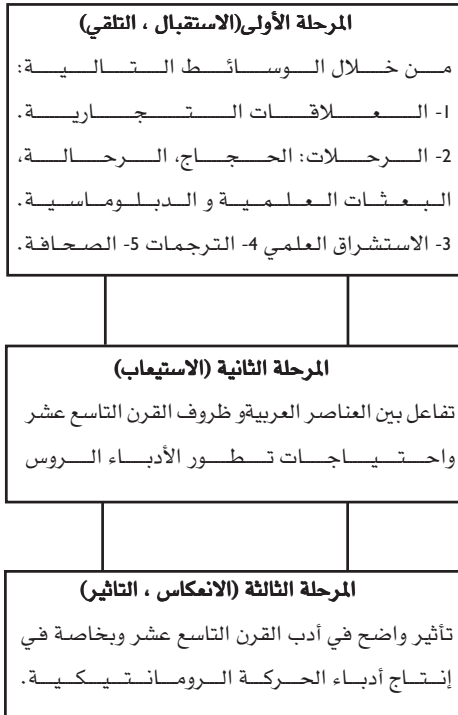 المرحلة الأولى(الاستقبال ، التلقي)
من خلال الوسائط التالية:
1- العلاقات التجارية.
2- الرحلات: الحجاج، الرحالة،
البعثات العلمية و الدبلوماسية.
3- الاستشراق العلمي 4- الترجمات 5- الصحافة.
المرحلة الثانية (الاستيعاب)
تفاعل بين العناصر العربيةو ظروف القرن التاسع عشر
واحتياجات تطور الأدباء الروس
المرحلة الثالثة (الانعكاس ، التاثير)
تأثير واضح في أدب القرن التاسع عشر وبخاصة في
إنتاج أدباء الحركة الرومانتيكية.